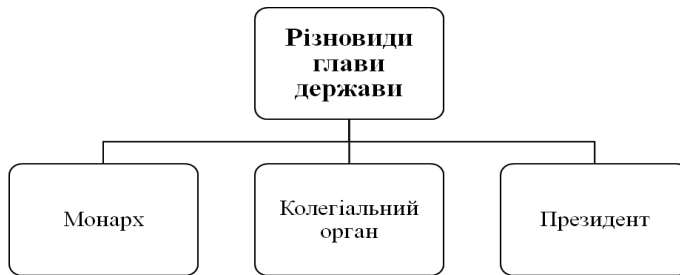 Різновиди
глави
держави
Монарх
Колегіальний
орган
Президент